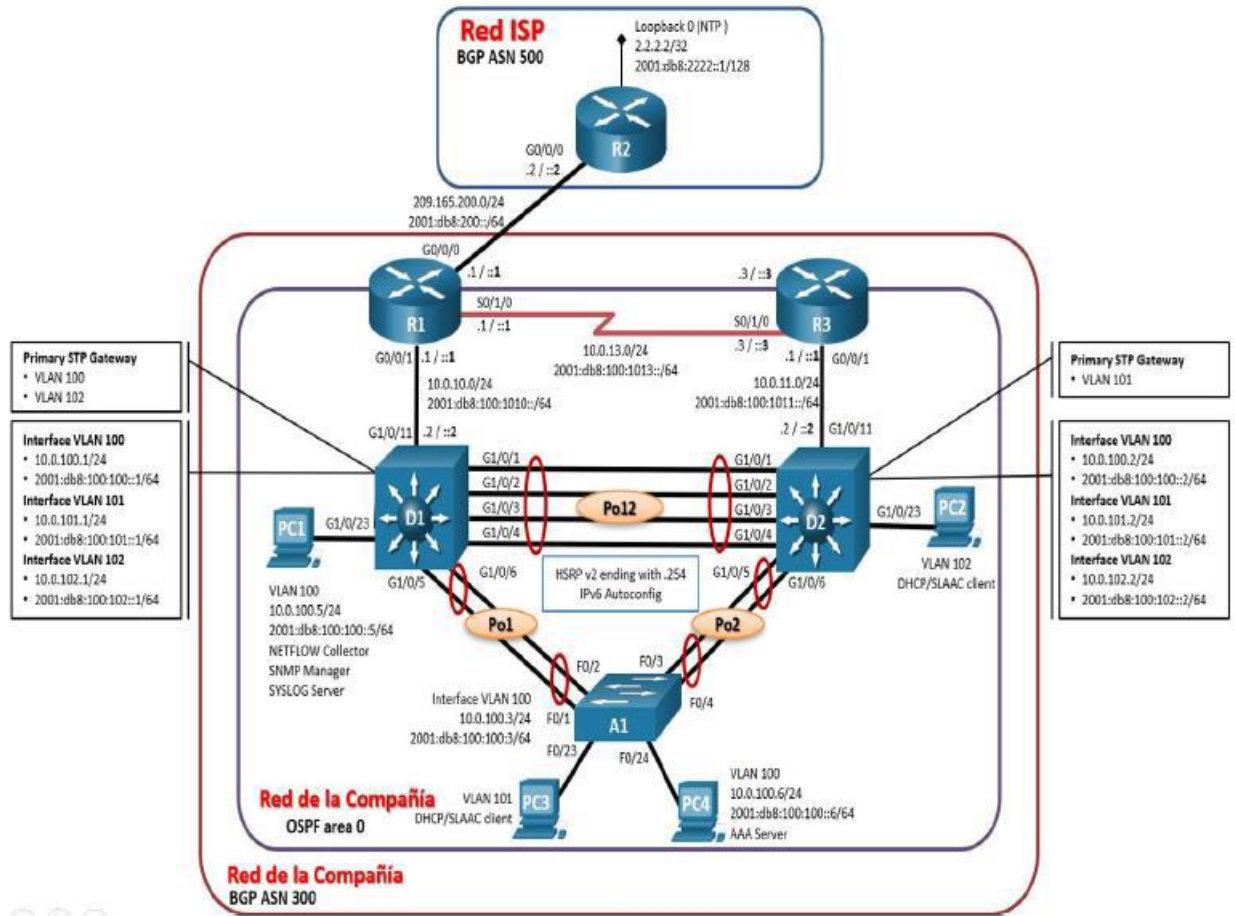 Red ISP
BGP ASN 500
Loopback 0 (NTP )
2.2.2.2/32
2001:db8:2222::1/128
R2
G0/0/0
.2 / ::2
209.165.200.0/24
2001:db8:200::/64
G0/0/0
.1 / ::1
R1
S0/1/0
.1 / ::1
.3 / ::3
R3
S0/1/0
.3 / ::3
10.0.13.0/24
2001:db8:100:1013::/64
G0/0/1
.1 / ::1
10.0.10.0/24
2001:db8:100:1010::/64
.2 / ::2
G1/0/11
.1 / ::1
G0/0/1
10.0.11.0/24
2001:db8:100:1011::/64
.2 / ::2
G1/0/11
Primary STP Gateway
• VLAN 100
• VLAN 102
Interface VLAN 100
• 10.0.100.1/24
• 2001:db8:100:100::1/64
Interface VLAN 101
• 10.0.101.1/24
• 2001:db8:100:101::1/64
Interface VLAN 102
• 10.0.102.1/24
• 2001:db8:100:102::1/64
Primary STP Gateway
• VLAN 101
Interface VLAN 100
• 10.0.100.2/24
• 2001:db8:100:100::2/64
Interface VLAN 101
• 10.0.101.2/24
• 2001:db8:100:101::2/64
Interface VLAN 102
• 10.0.102.2/24
• 2001:db8:100:102::2/64
G1/0/1
G1/0/2
G1/0/3
G1/0/4
Po12
G1/0/1
G1/0/2
G1/0/3
G1/0/4
D1
D2
PC1
G1/0/23
VLAN 100
10.0.100.5/24
2001:db8:100:100::5/64
NETFLOW Collector
SNMP Manager
SYSLOG Server
G1/0/23
PC2
VLAN 102
DHCP/SLAAC client
G1/0/5
G1/0/6
HSRP v2 ending with .254
IPv6 Autoconfig
G1/0/5
G1/0/6
Po1
Po2
F0/2
F0/3
F0/1
F0/4
Interface VLAN 100
10.0.100.3/24
2001:db8:100:100:3/64
A1
F0/23
F0/24
VLAN 101
DHCP/SLAAC client
PC3
PC4
VLAN 100
10.0.100.6/24
2001:db8:100:100::6/64
AAA Server
Red de la Compañía
OSPF area 0
Red de la Compañía
BGP ASN 300